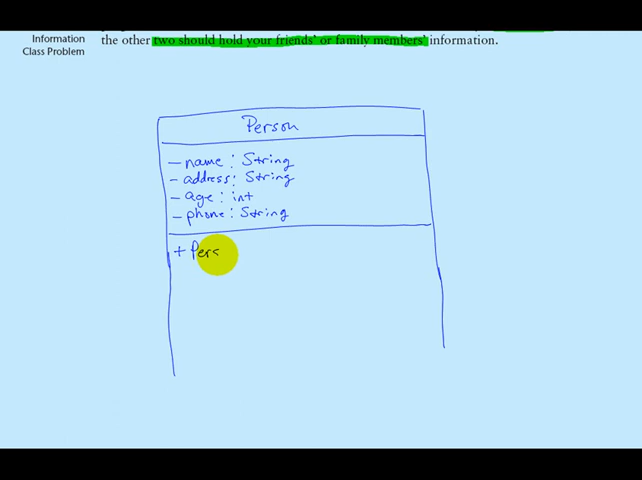 Information
Class Problem
the other two should hold your friends' or family members' information.
Person
- name : String
- address : String
- age : int
- phone : String
+ Pers